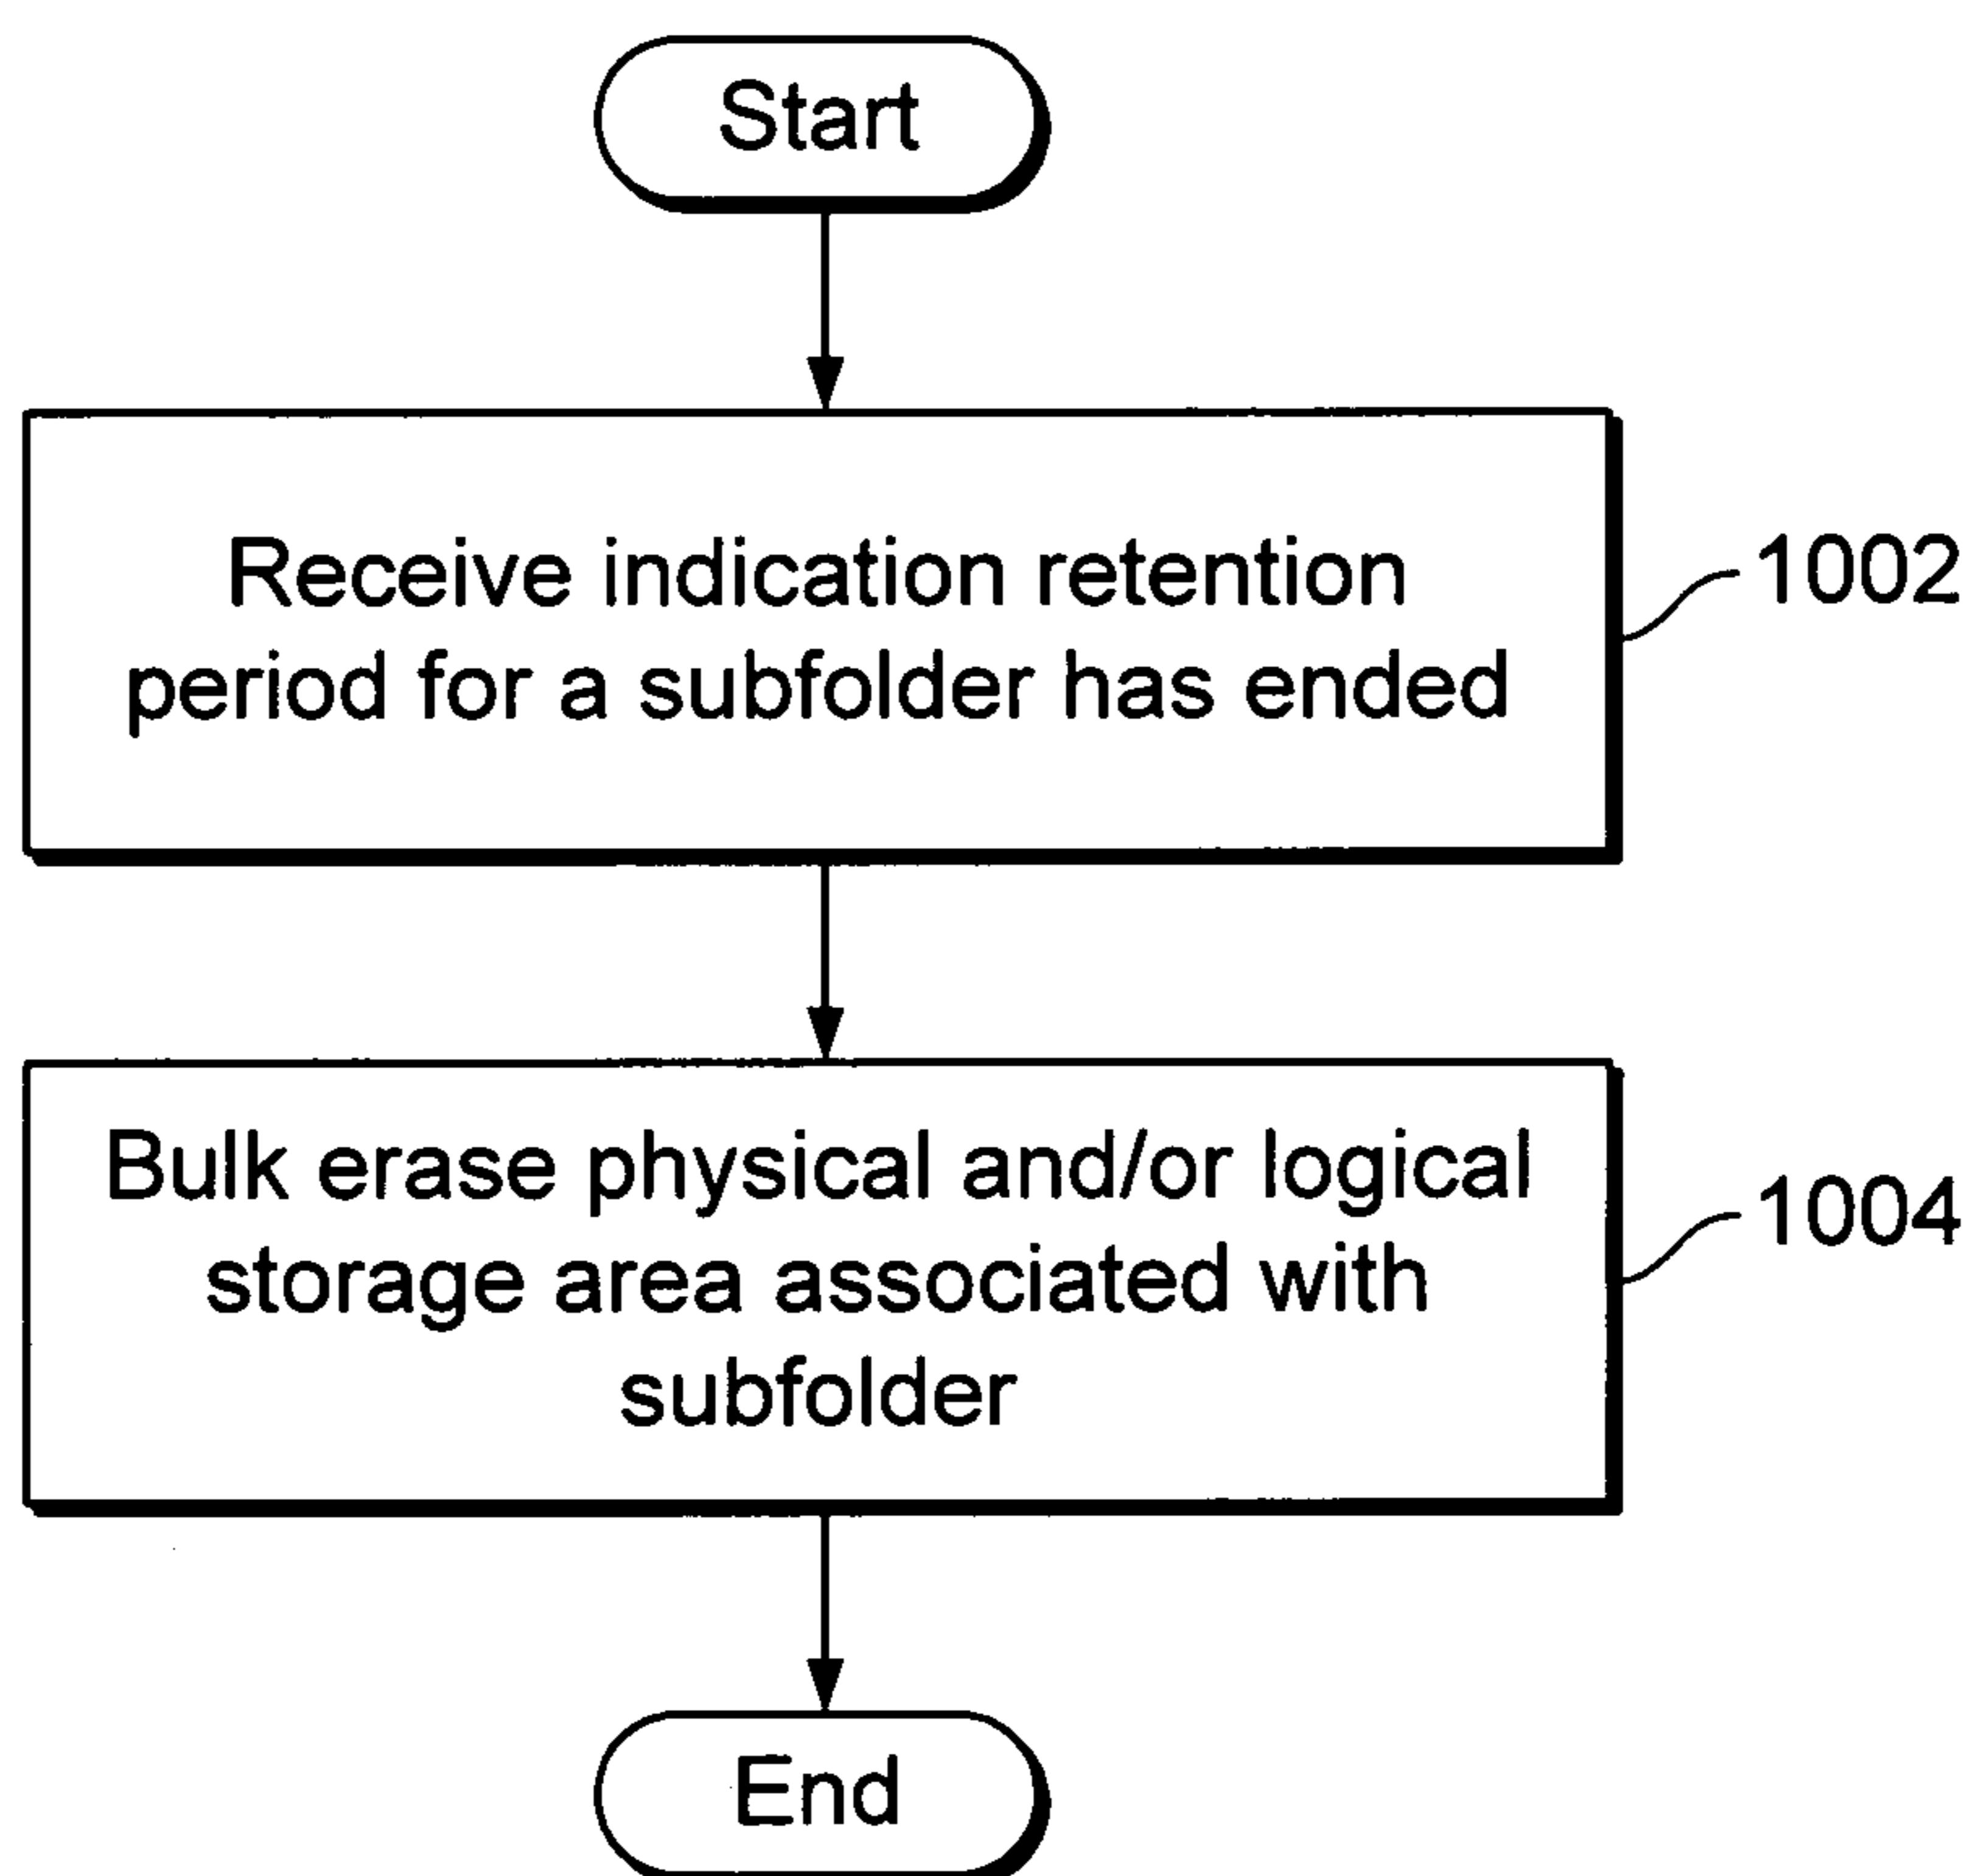 Start
Receive indication retention
period for a subfolder has ended
1002
Bulk erase physical and/or logical
storage area associated with
subfolder
1004
End